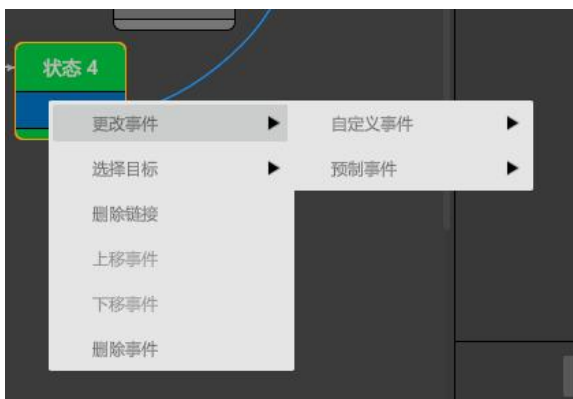 状态 4
更改事件
自定义事件
选择目标
预制事件
删除链接
上移事件
下移事件
删除事件